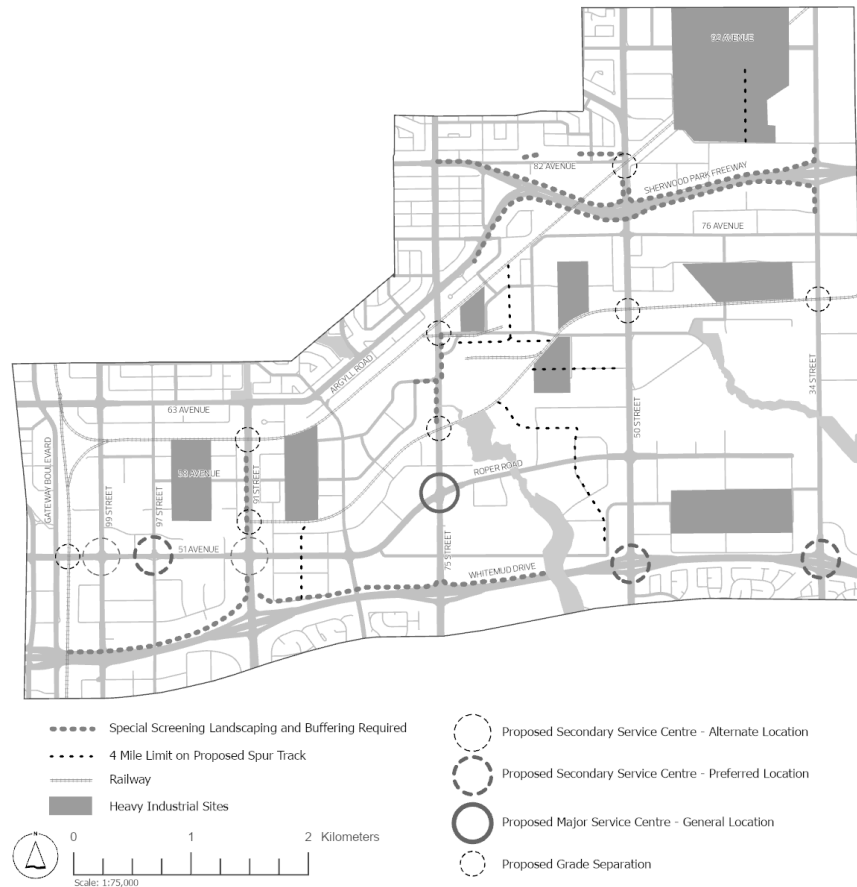 92 AVENUE
82 AVENUE
SHERWOOD PARK FREEWAY
76 AVENUE
ARGYLL ROAD
34 STREET
63 AVENUE
50 STREET
GATEWAY BOULEVARD
99 STREET
97 STREET
AVENUE
91 STREET
ROPER ROAD
75 STREET
51 AVENUE
WHITEMUD DRIVE
Special Screening Landscaping and Buffering Required
4 Mile Limit on Proposed Spur Track
Railway
Heavy Industrial Sites
N
0 1 2 Kilometers
Scale: 1:75,000
Proposed Secondary Service Centre - Alternate Location
Proposed Secondary Service Centre - Preferred Location
Proposed Major Service Centre - General Location
Proposed Grade Separation